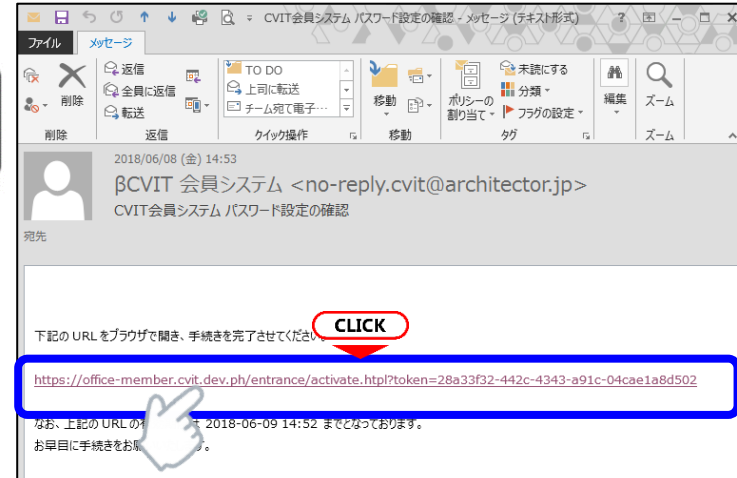 CVIT会員システム パスワード設定の確認 - メッセージ (テキスト形式)
ファイル メッセージ
削除
返信
全員に返信
転送
TO DO
上司に転送
チーム宛て電子…
移動
ポリシーの
割り当て
未読にする
分類
フラグの設定
編集
ズーム
削除 返信 クイック操作 移動 タグ ズーム
2018/06/08 (金) 14:53
βCVIT 会員システム <no-reply.cvit@architector.jp>
CVIT会員システム パスワード設定の確認
宛先
CLICK
下記の URL をブラウザで開き、手続きを完了させてください。
https://office-member.cvit.dev.ph/entrance/activate.htpl?token=28a33f32-442c-4343-a91c-04cae1a8d502
なお、上記の URL の 2018-06-09 14:52 までとなっております。
お早目に手続きをお す。